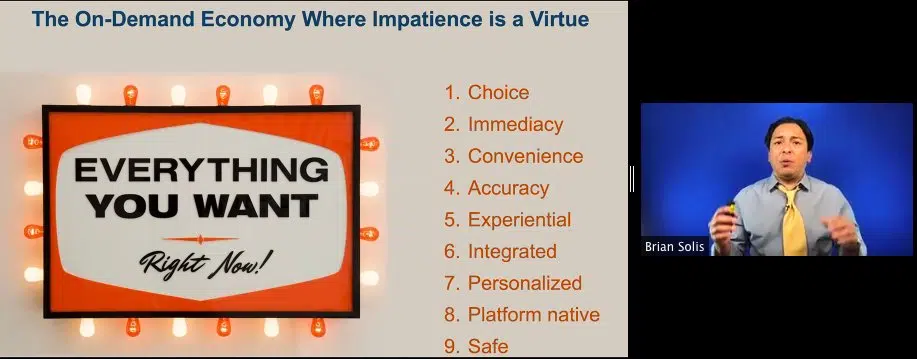 The On-Demand Economy Where Impatience is a Virtue
EVERYTHING
YOU WANT
Right Now!
1. Choice
2. Immediacy
3. Convenience
4. Accuracy
5. Experiential
6. Integrated
7. Personalized
8. Platform native
9. Safe
Brian Solis